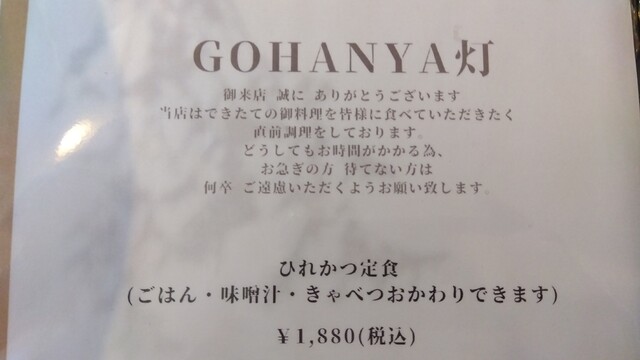 GOHANYA灯
御来店 誠に ありがとうございます
当店はできたての御料理を皆様に食べていただきたく
直前調理をしております。
どうしてもお時間がかかる為、
お急ぎの方 待てない方は
何卒 ご遠慮いただくようお願い致します。
ひれかつ定食
(ごはん・味噌汁・きゃべつおかわりできます)
¥1,880(税込)